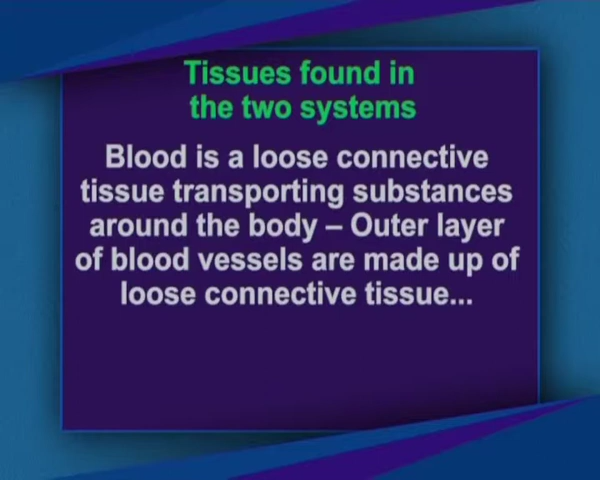 Tissues found in
the two systems
Blood is a loose connective
tissue transporting substances
around the body – Outer layer
of blood vessels are made up of
loose connective tissue...